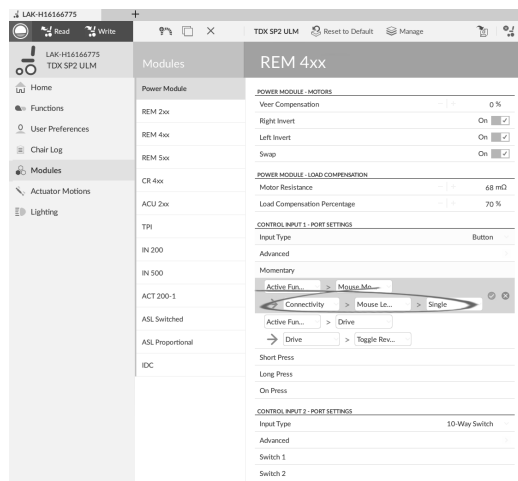 LAK-H16166775
Read Write TDX SP2 ULM Reset to Default Manage
LAK-H16166775
TDX SP2 ULM
Modules
REM 4xx
Home
Functions
User Preferences
Chair Log
Modules
Actuator Motions
Lighting
Power Module
REM 2xx
REM 4xx
REM 5xx
CR 4xx
ACU 2xx
TPI
IN 200
IN 500
ACT 200-1
ASL Switched
ASL Proportional
IDC
POWER MODULE - MOTORS
Veer Compensation - + 0 %
Right Invert On
Left Invert On
Swap On
POWER MODULE - LOAD COMPENSATION
Motor Resistance - + 68 mΩ
Load Compensation Percentage - + 70 %
CONTROL INPUT 1 - PORT SETTINGS
Input Type Button
Advanced
Momentary
Active Fun... > Mouse Mo...
Connectivity > Mouse Le... > Single
Active Fun... > Drive
Drive > Toggle Rev...
Short Press
Long Press
On Press
CONTROL INPUT 2 - PORT SETTINGS
Input Type 10-Way Switch
Advanced
Switch 1
Switch 2